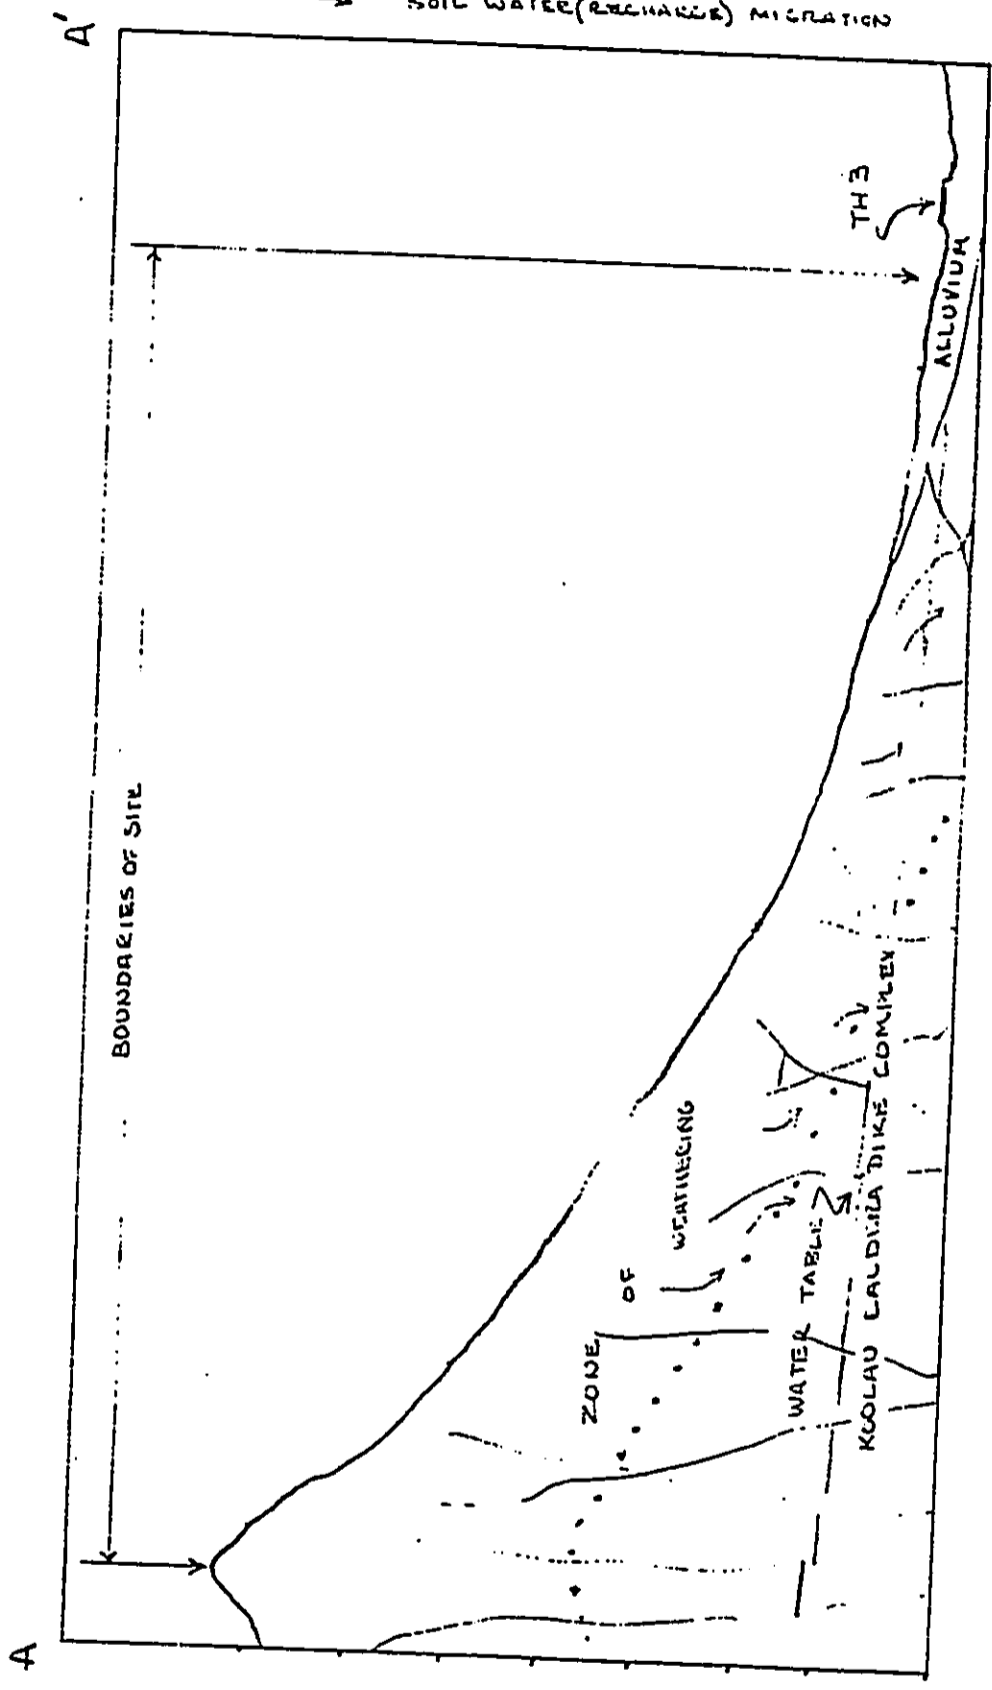 SOIL WATER (RECHARGE) MIGRATION
A'
A
BOUNDARIES OF SITE
TH3
ALLUVIUM
ZONE OF WEATHERING
WATER TABLE
KOOLAU CALDERA DIKE COMPLEX